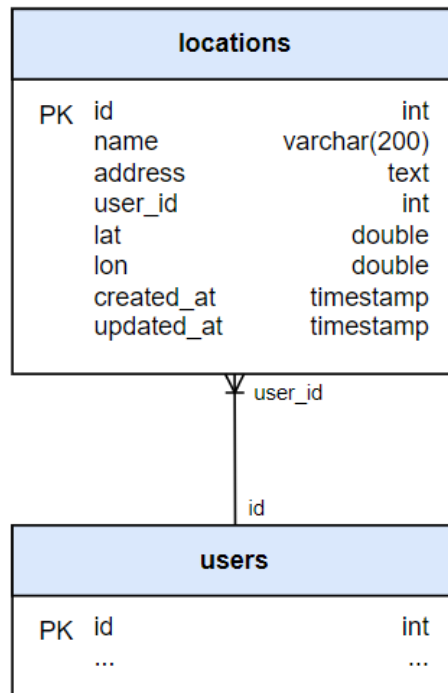 locations
PK id int
name varchar(200)
address text
user_id int
lat double
lon double
created_at timestamp
updated_at timestamp
user_id
id
users
PK id int
... ...